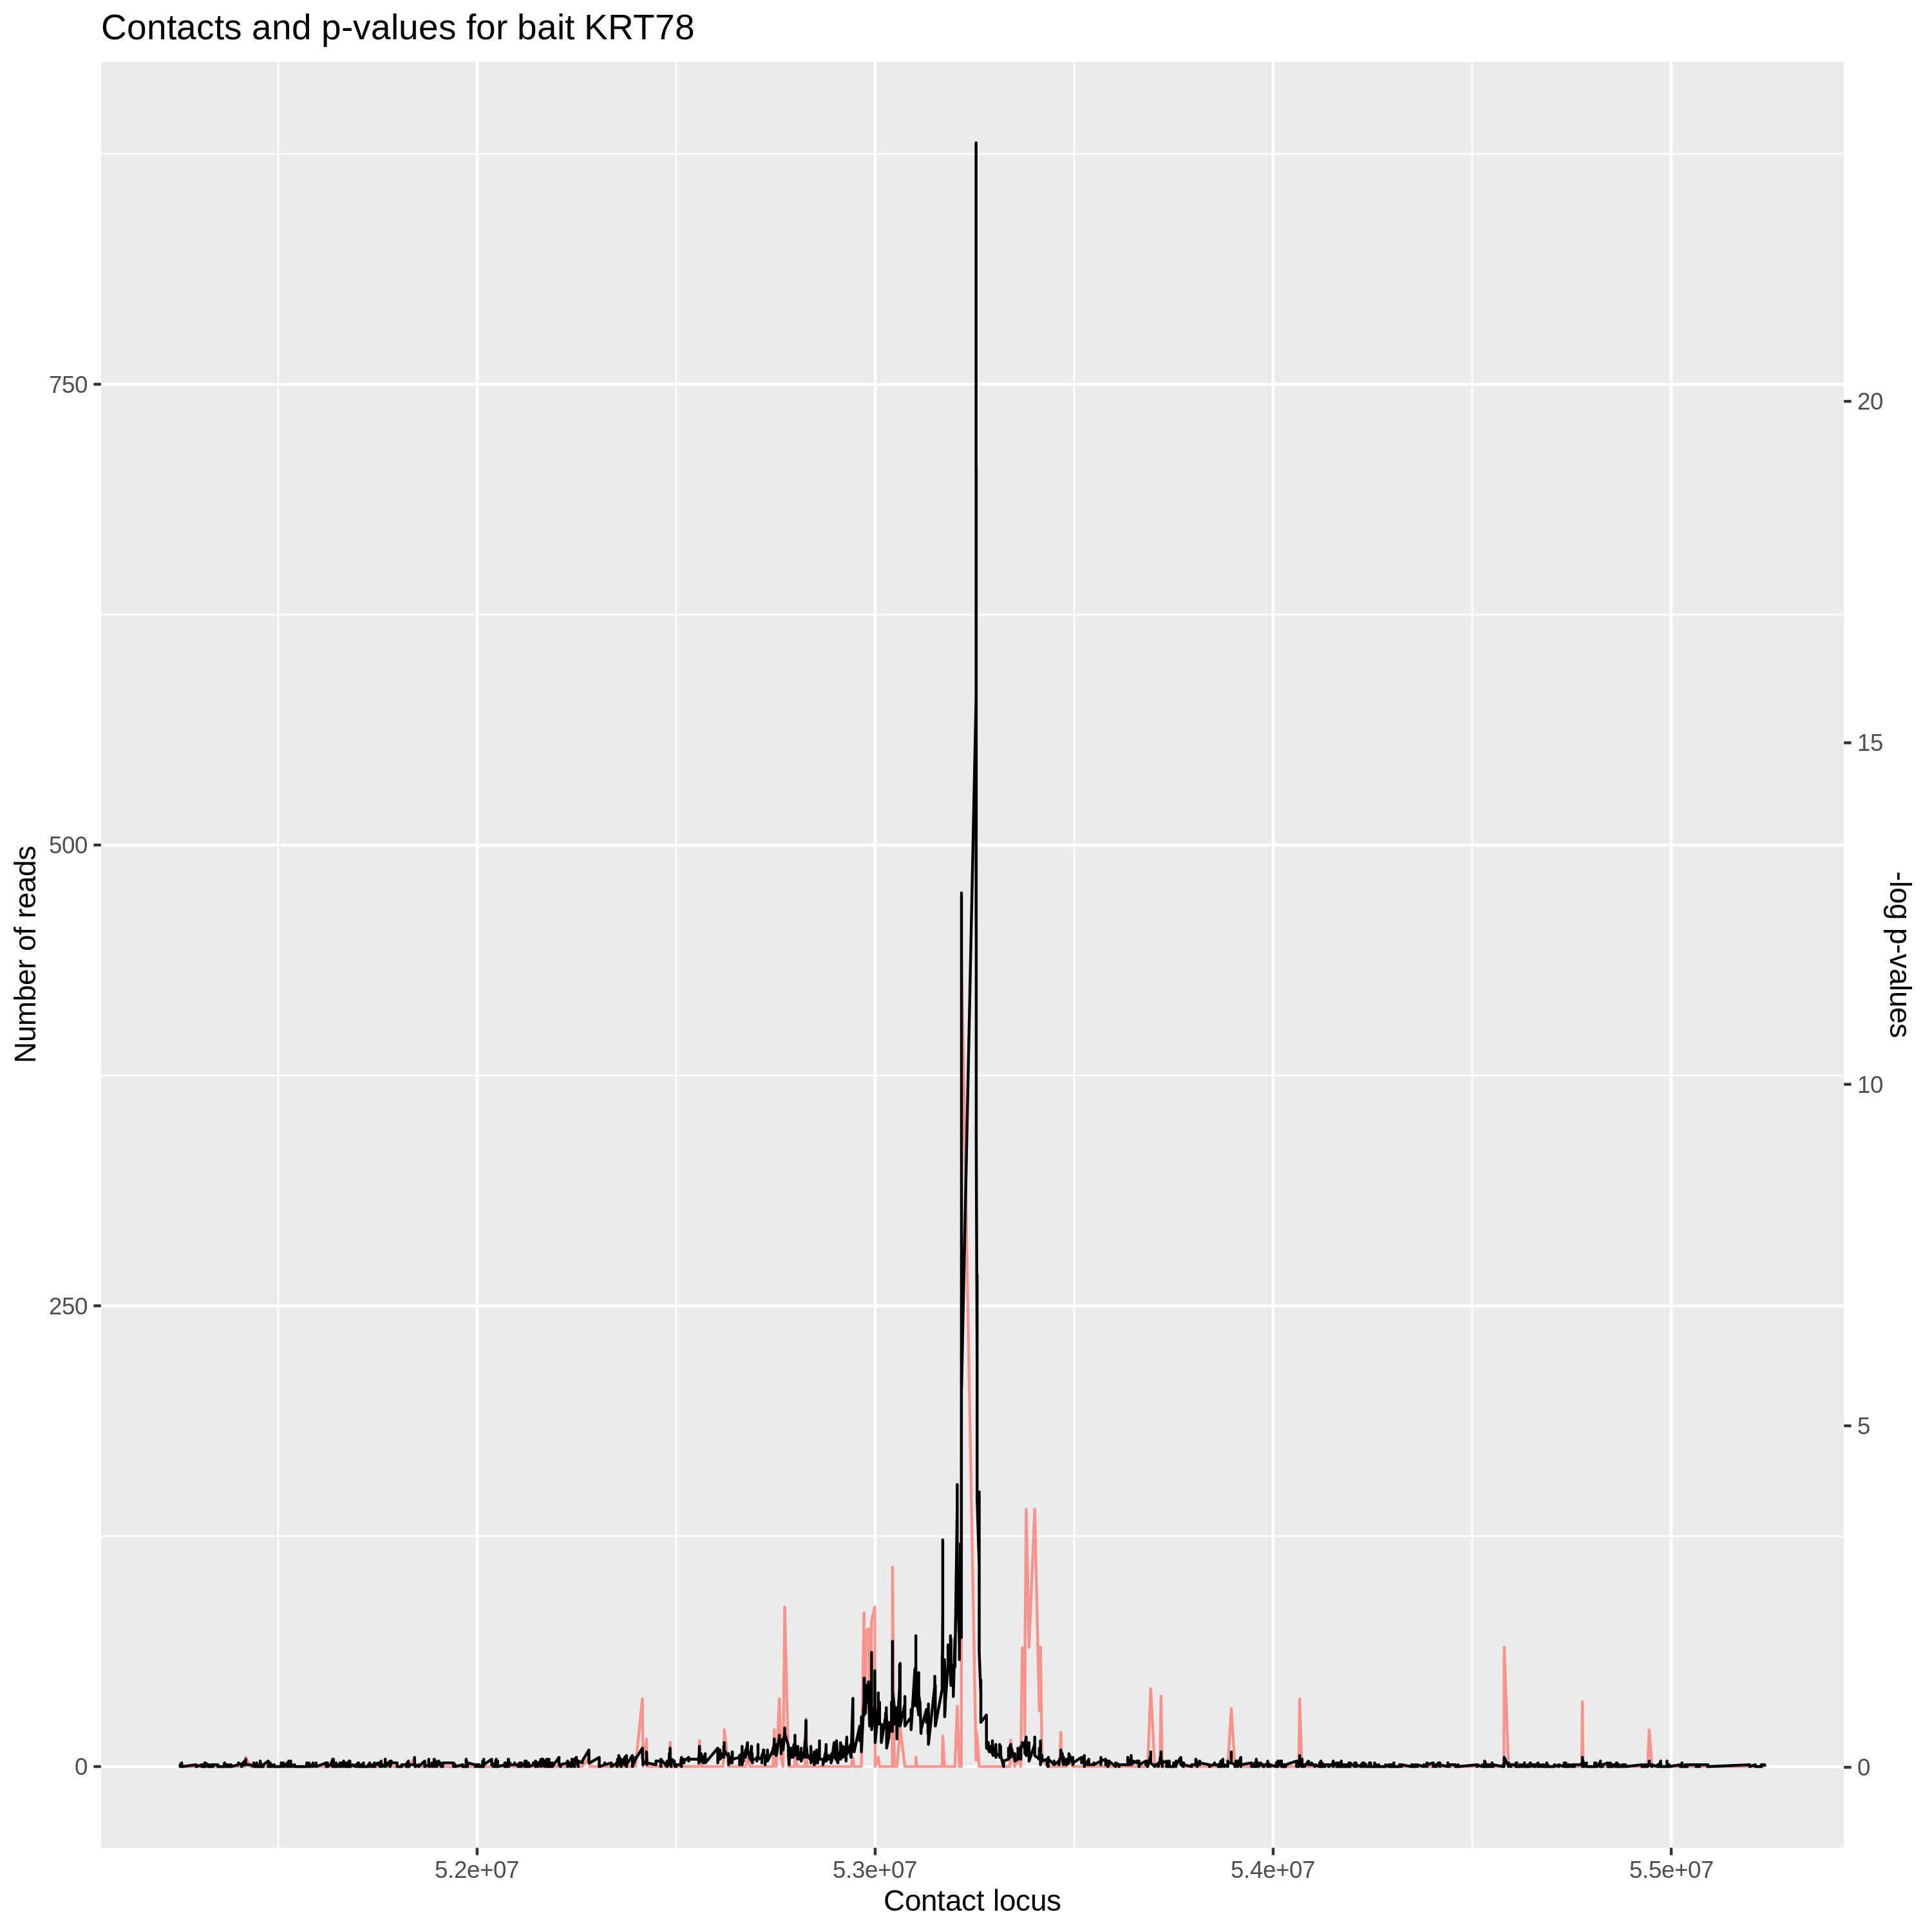 Contacts and p-values for bait KRT78
Number of reads
750
500
250
0
20
15
10
5
0
-log p-values
5.2e+07 5.3e+07 5.4e+07 5.5e+07
Contact locus